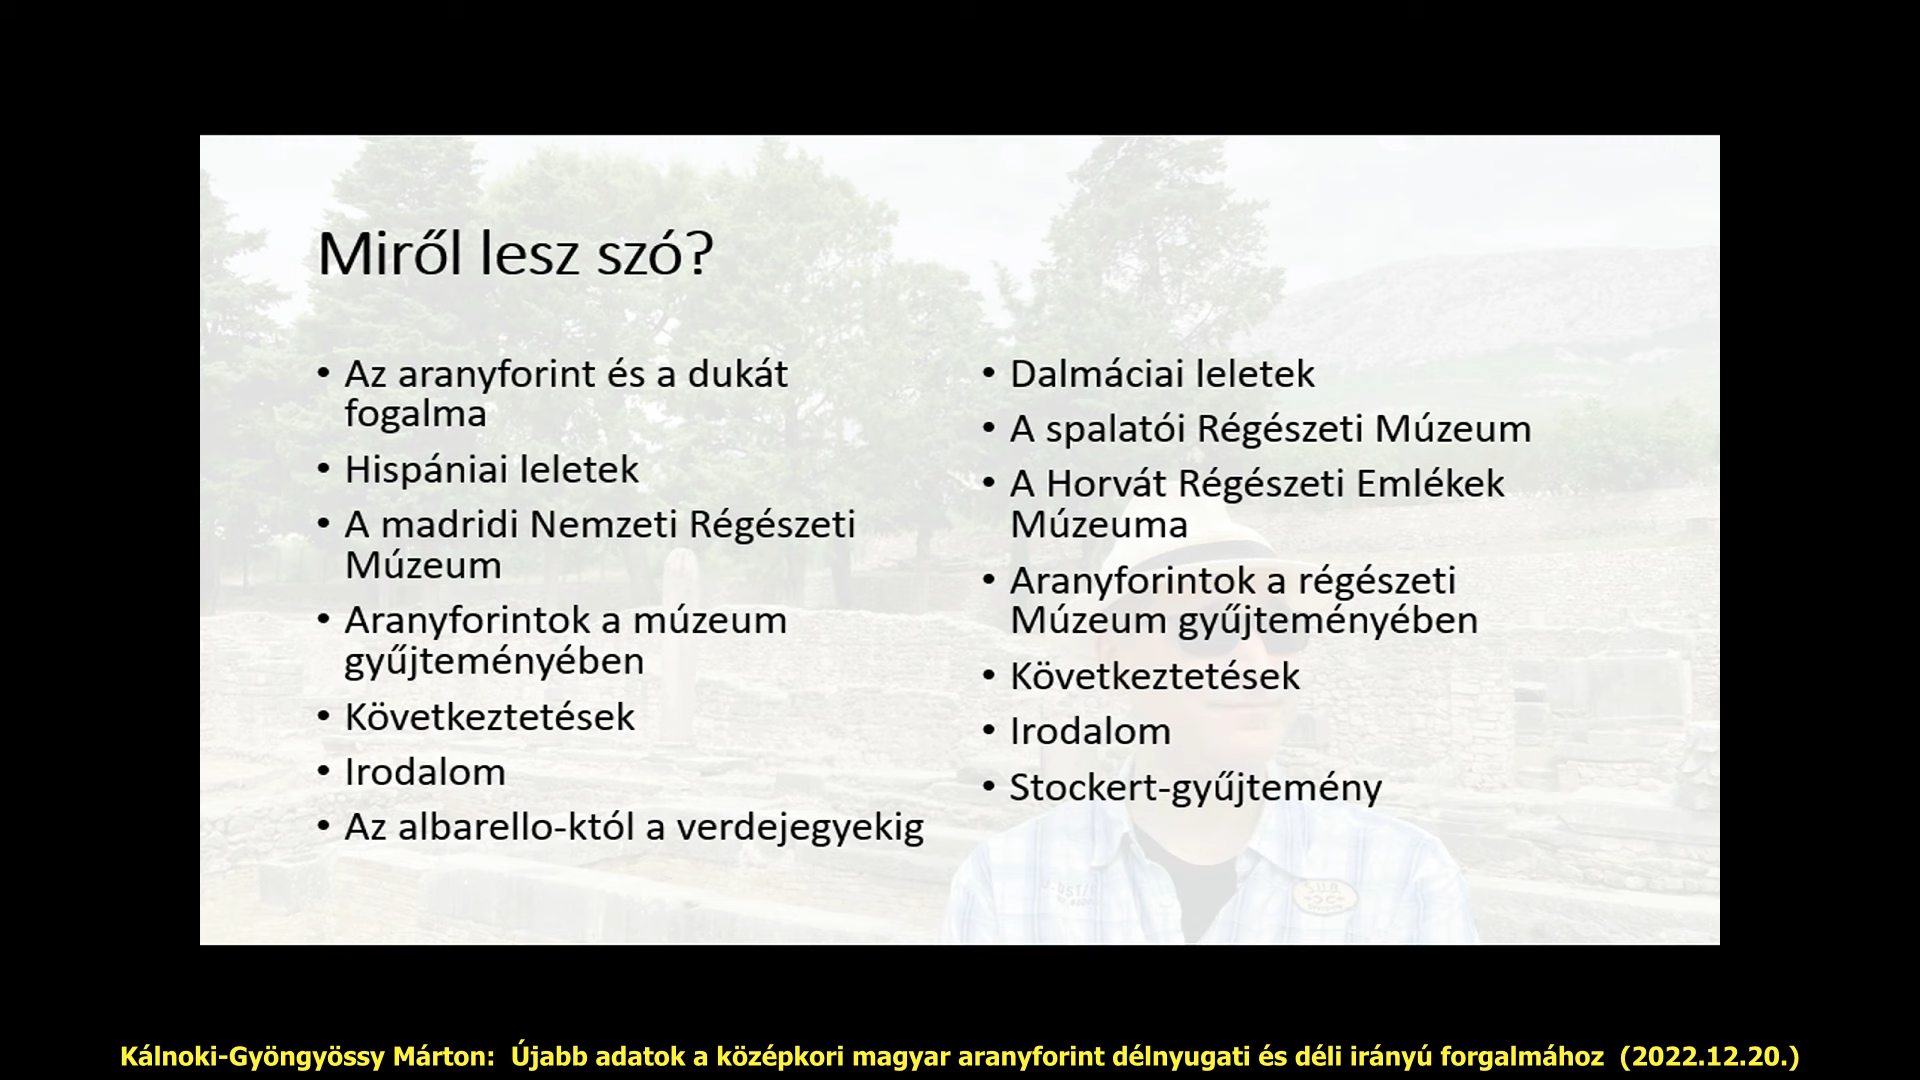 Miről lesz szó?
• Az aranyforint és a dukát
fogalma
• Hispániai leletek
• A madridi Nemzeti Régészeti
Múzeum
• Aranyforintok a múzeum
gyűjteményében
• Következtetések
• Irodalom
• Az albarello-któl a verdejegyekig
• Dalmáciai leletek
• A spalatói Régészeti Múzeum
• A Horvát Régészeti Emlékek
Múzeuma
• Aranyforintok a régészeti
Múzeum gyűjteményében
• Következtetések
• Irodalom
• Stockert-gyűjtemény
Kálnoki-Gyöngyössy Márton: Újabb adatok a középkori magyar aranyforint délnyugati és déli irányú forgalmához (2022.12.20.)